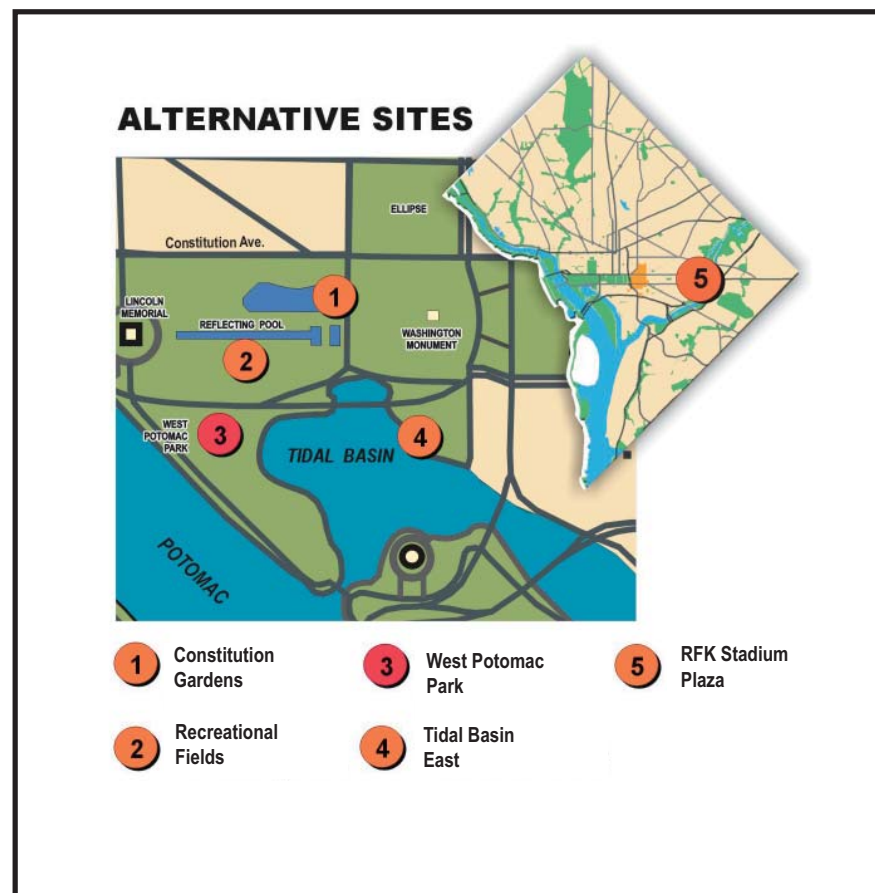 ALTERNATIVE SITES
ELLIPSE
Constitution Ave.
5
1
LINCOLN
MEMORIAL
REFLECTING POOL
WASHINGTON
MONUMENT
2
WEST
POTOMAC
PARK
3
4
TIDAL BASIN
POTOMAC
1 Constitution
Gardens
3 West Potomac
Park
5 RFK Stadium
Plaza
2 Recreational
Fields
4 Tidal Basin
East